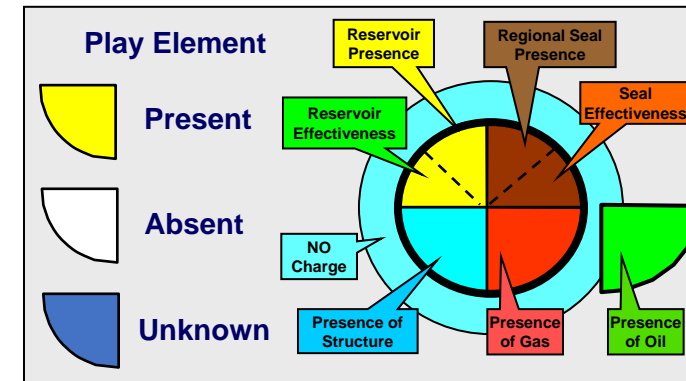 Play Element
Present
Absent
Unknown
Reservoir
Presence
Regional Seal
Presence
Reservoir
Effectiveness
Seal
Effectiveness
NO
Charge
Presence of
Structure
Presence
of Gas
Presence
of Oil